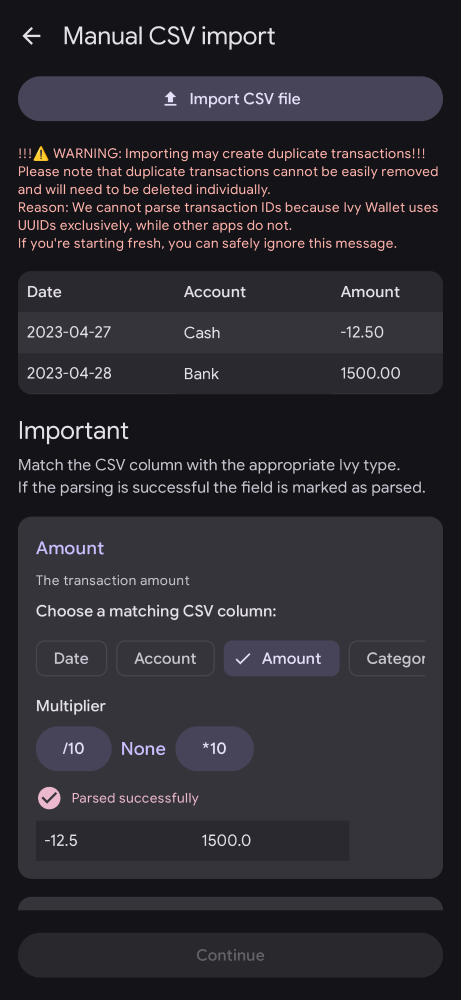 Manual CSV import
Import CSV file
!!!⚠️ WARNING: Importing may create duplicate transactions!!!
Please note that duplicate transactions cannot be easily removed
and will need to be deleted individually.
Reason: We cannot parse transaction IDs because Ivy Wallet uses
UUIDs exclusively, while other apps do not.
If you're starting fresh, you can safely ignore this message.
Date Account Amount
2023-04-27 Cash -12.50
2023-04-28 Bank 1500.00
Important
Match the CSV column with the appropriate Ivy type.
If the parsing is successful the field is marked as parsed.
Amount
The transaction amount
Choose a matching CSV column:
Date Account Amount Categor
Multiplier
/10 None *10
Parsed successfully
-12.5 1500.0
Continue